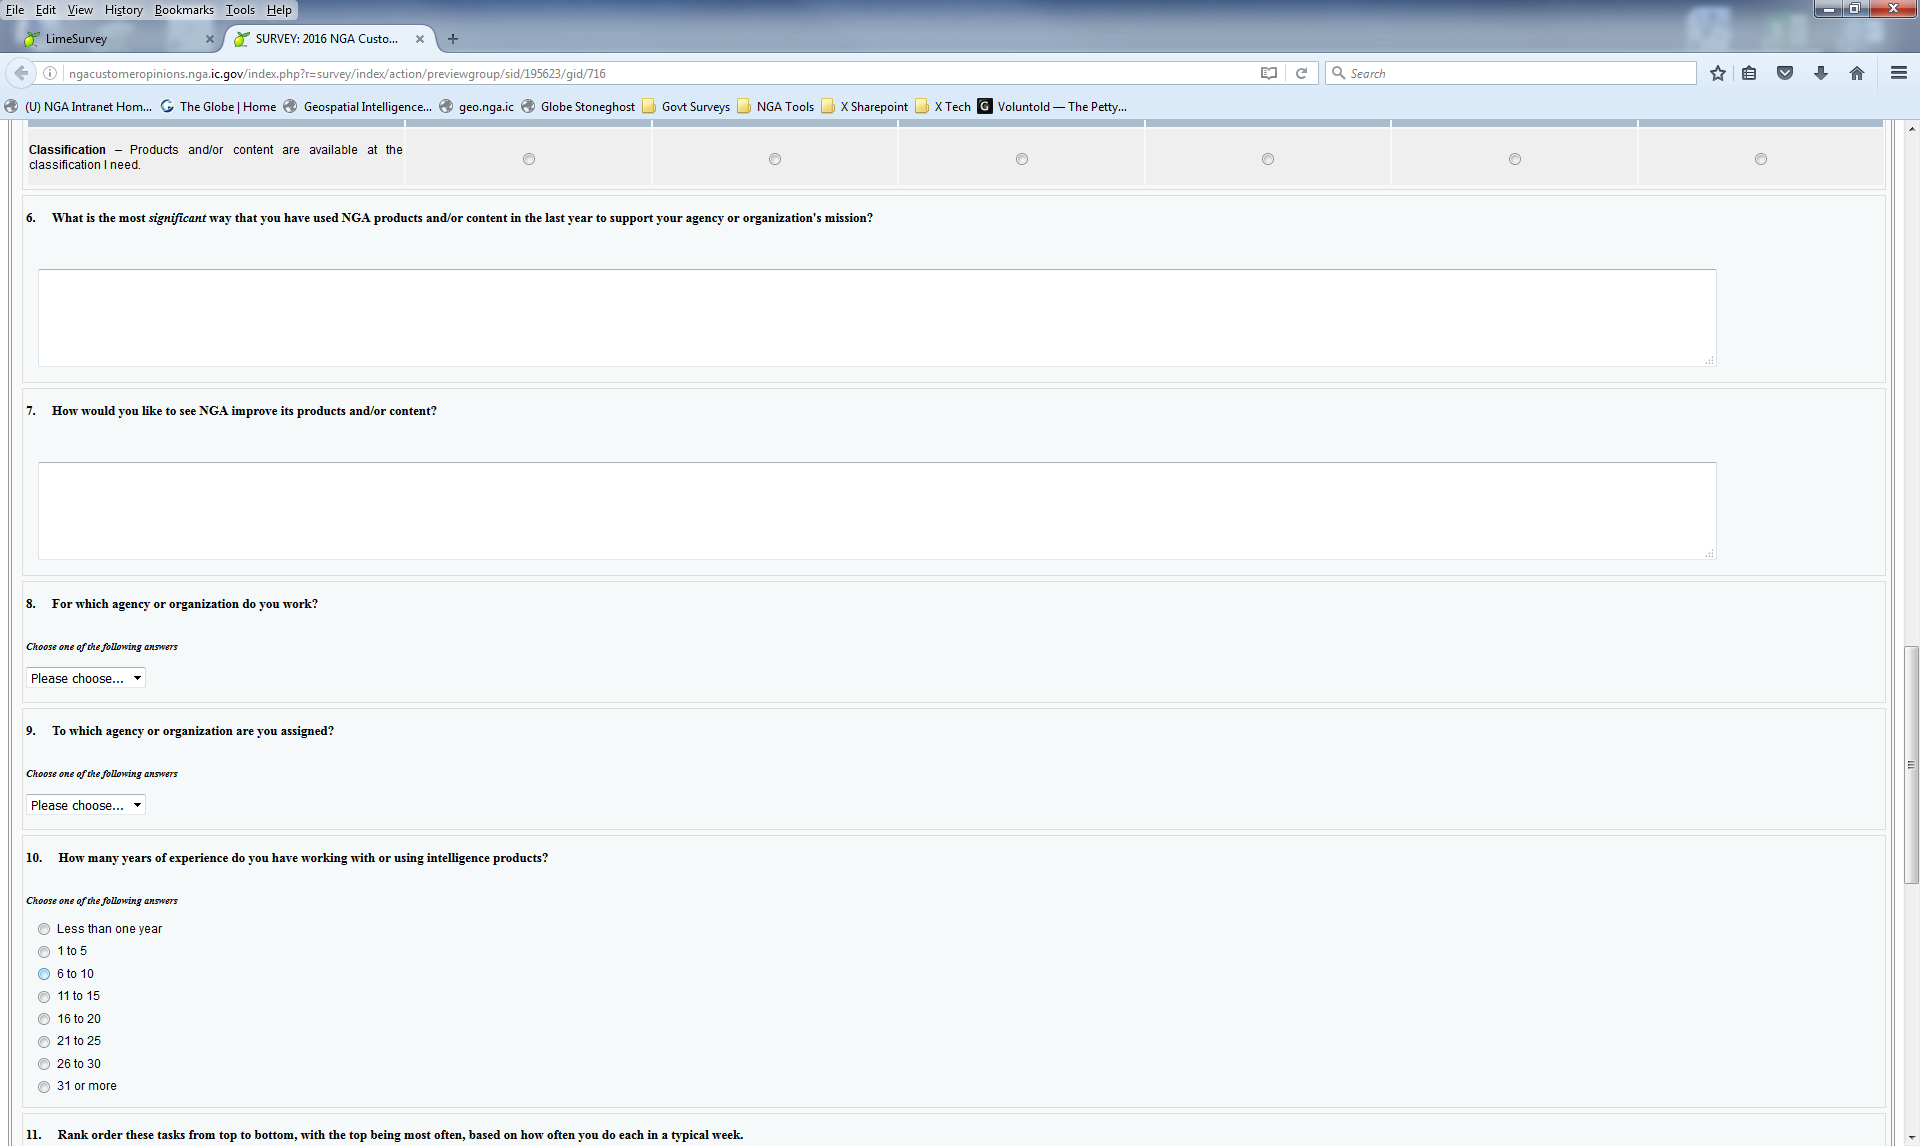 File Edit View History Bookmarks Tools Help
LimeSurvey
SURVEY: 2016 NGA Custo...
ngacustomeropinions.nga.ic.gov/index.php?r=survey/index/action/previewgroup/sid/195623/gid/716
Search
(U) NGA Intranet Hom... The Globe | Home Geospatial Intelligence... geo.nga.ic Globe Stoneghost Govt Surveys NGA Tools X Sharepoint X Tech G Voluntold — The Petty...
Classification – Products and/or content are available at the
classification I need.
6. What is the most significant way that you have used NGA products and/or content in the last year to support your agency or organization's mission?
7. How would you like to see NGA improve its products and/or content?
8. For which agency or organization do you work?
Choose one of the following answers
Please choose...
9. To which agency or organization are you assigned?
Choose one of the following answers
Please choose...
10. How many years of experience do you have working with or using intelligence products?
Choose one of the following answers
Less than one year
1 to 5
6 to 10
11 to 15
16 to 20
21 to 25
26 to 30
31 or more
11. Rank order these tasks from top to bottom, with the top being most often, based on how often you do each in a typical week.